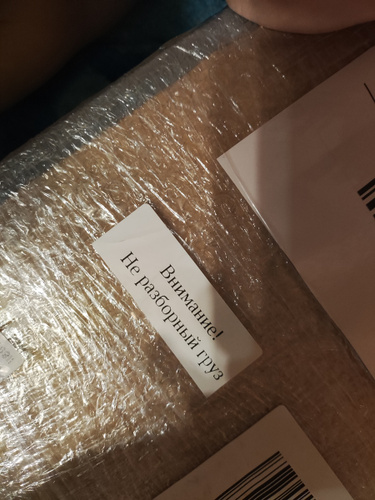 Внимание!
Не разборный груз